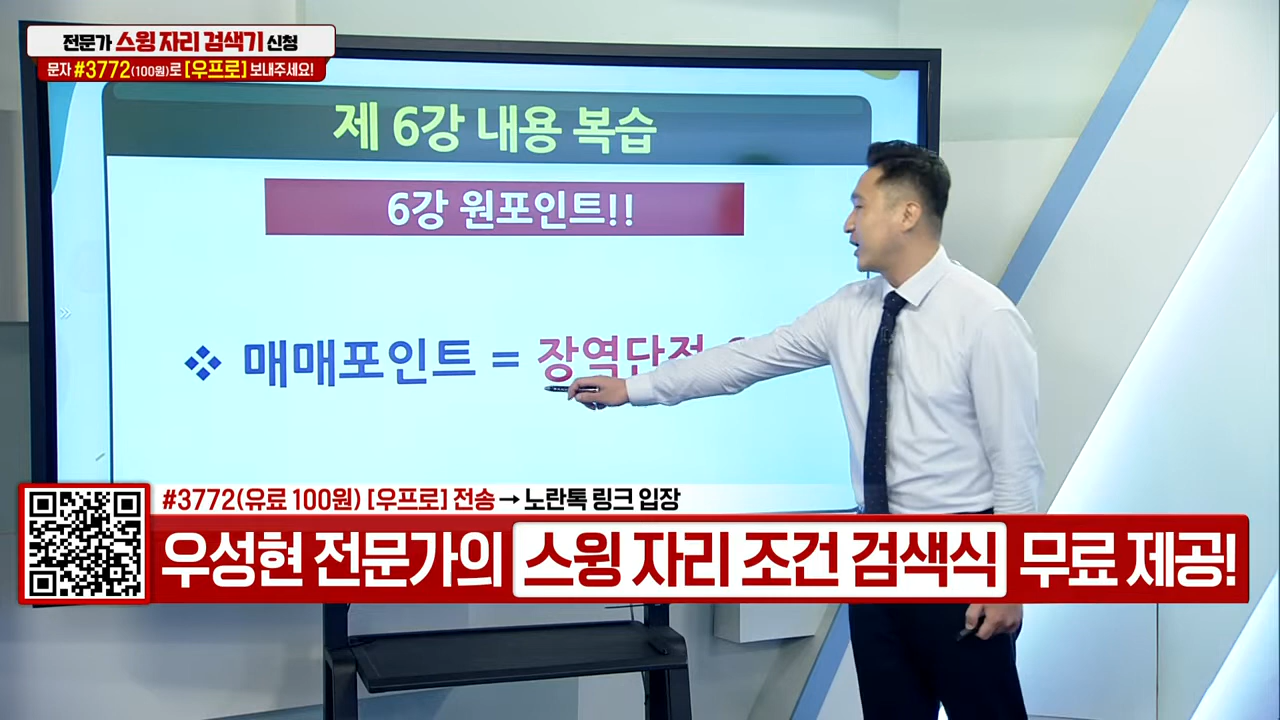 전문가 스윙 자리 검색기 신청
문자 #3772(100원)로 [우프로] 보내주세요!
제 6강 내용 복습
6강 원포인트!!
❖ 매매포인트 = 장역단전
#3772(유료 100원) [우프로] 전송 → 노란톡 링크 입장
우성현 전문가의 스윙 자리 조건 검색식 무료 제공!